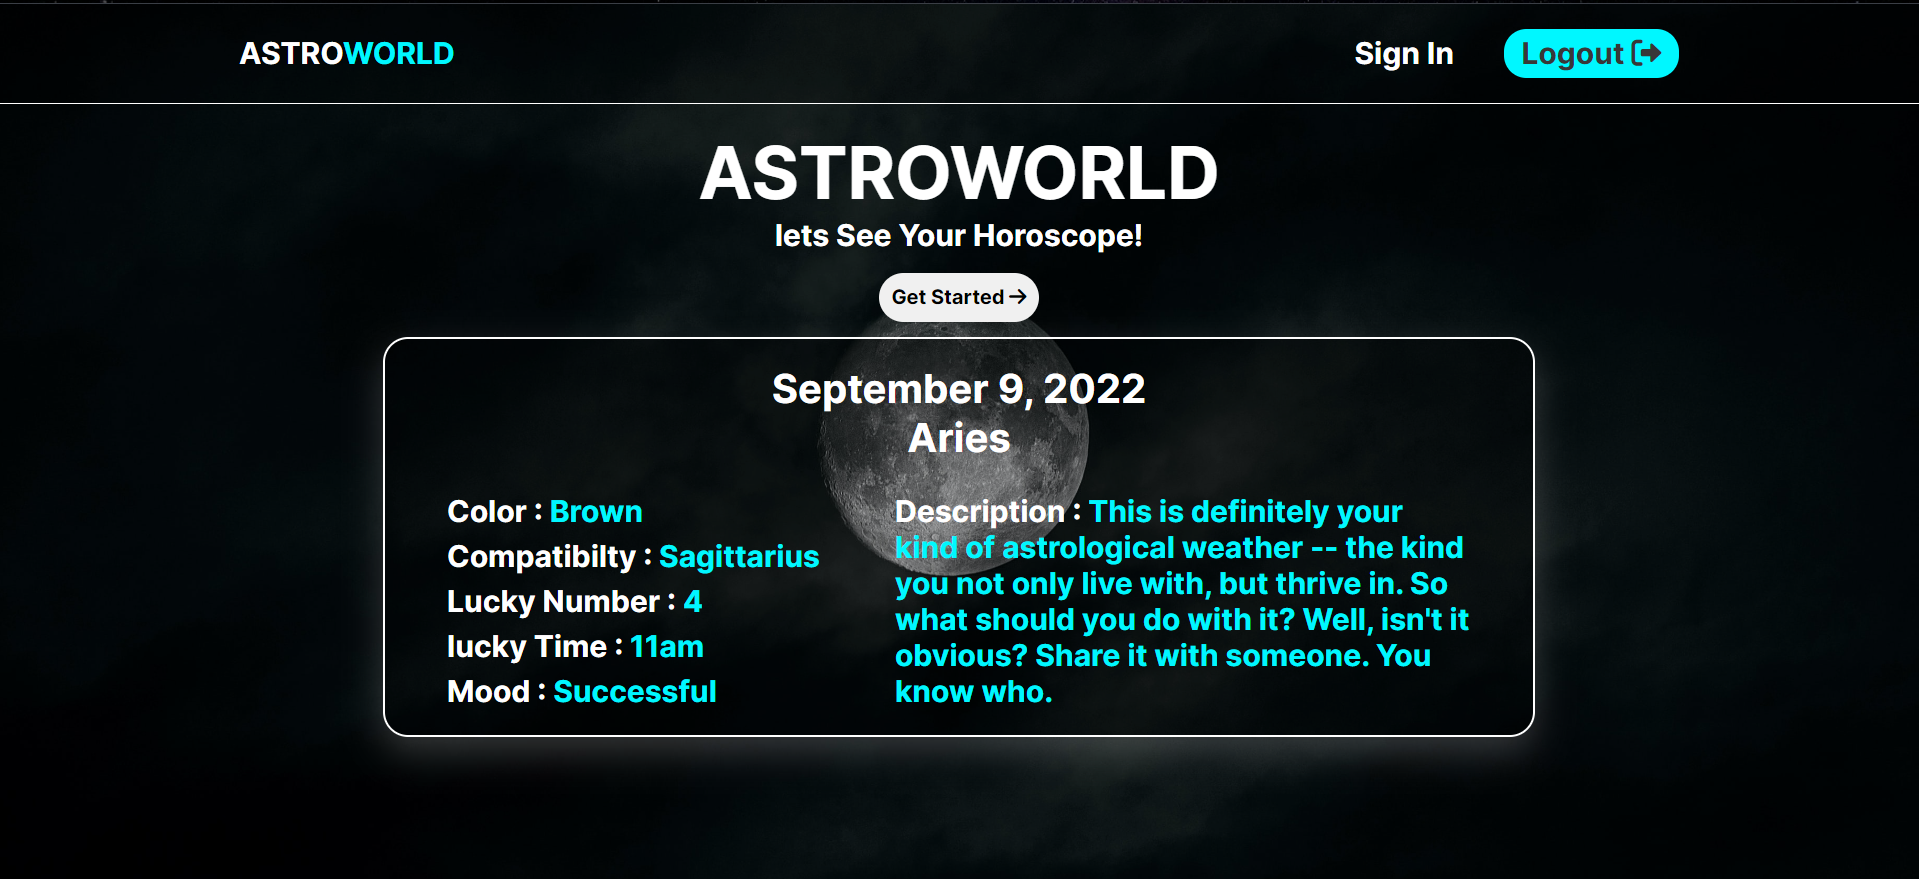 ASTROWORLD
Sign In
Logout
ASTROWORLD
lets See Your Horoscope!
Get Started
September 9, 2022
Aries
Color : Brown
Compatibilty : Sagittarius
Lucky Number : 4
lucky Time : 11am
Mood : Successful
Description : This is definitely your
kind of astrological weather -- the kind
you not only live with, but thrive in. So
what should you do with it? Well, isn't it
obvious? Share it with someone. You
know who.